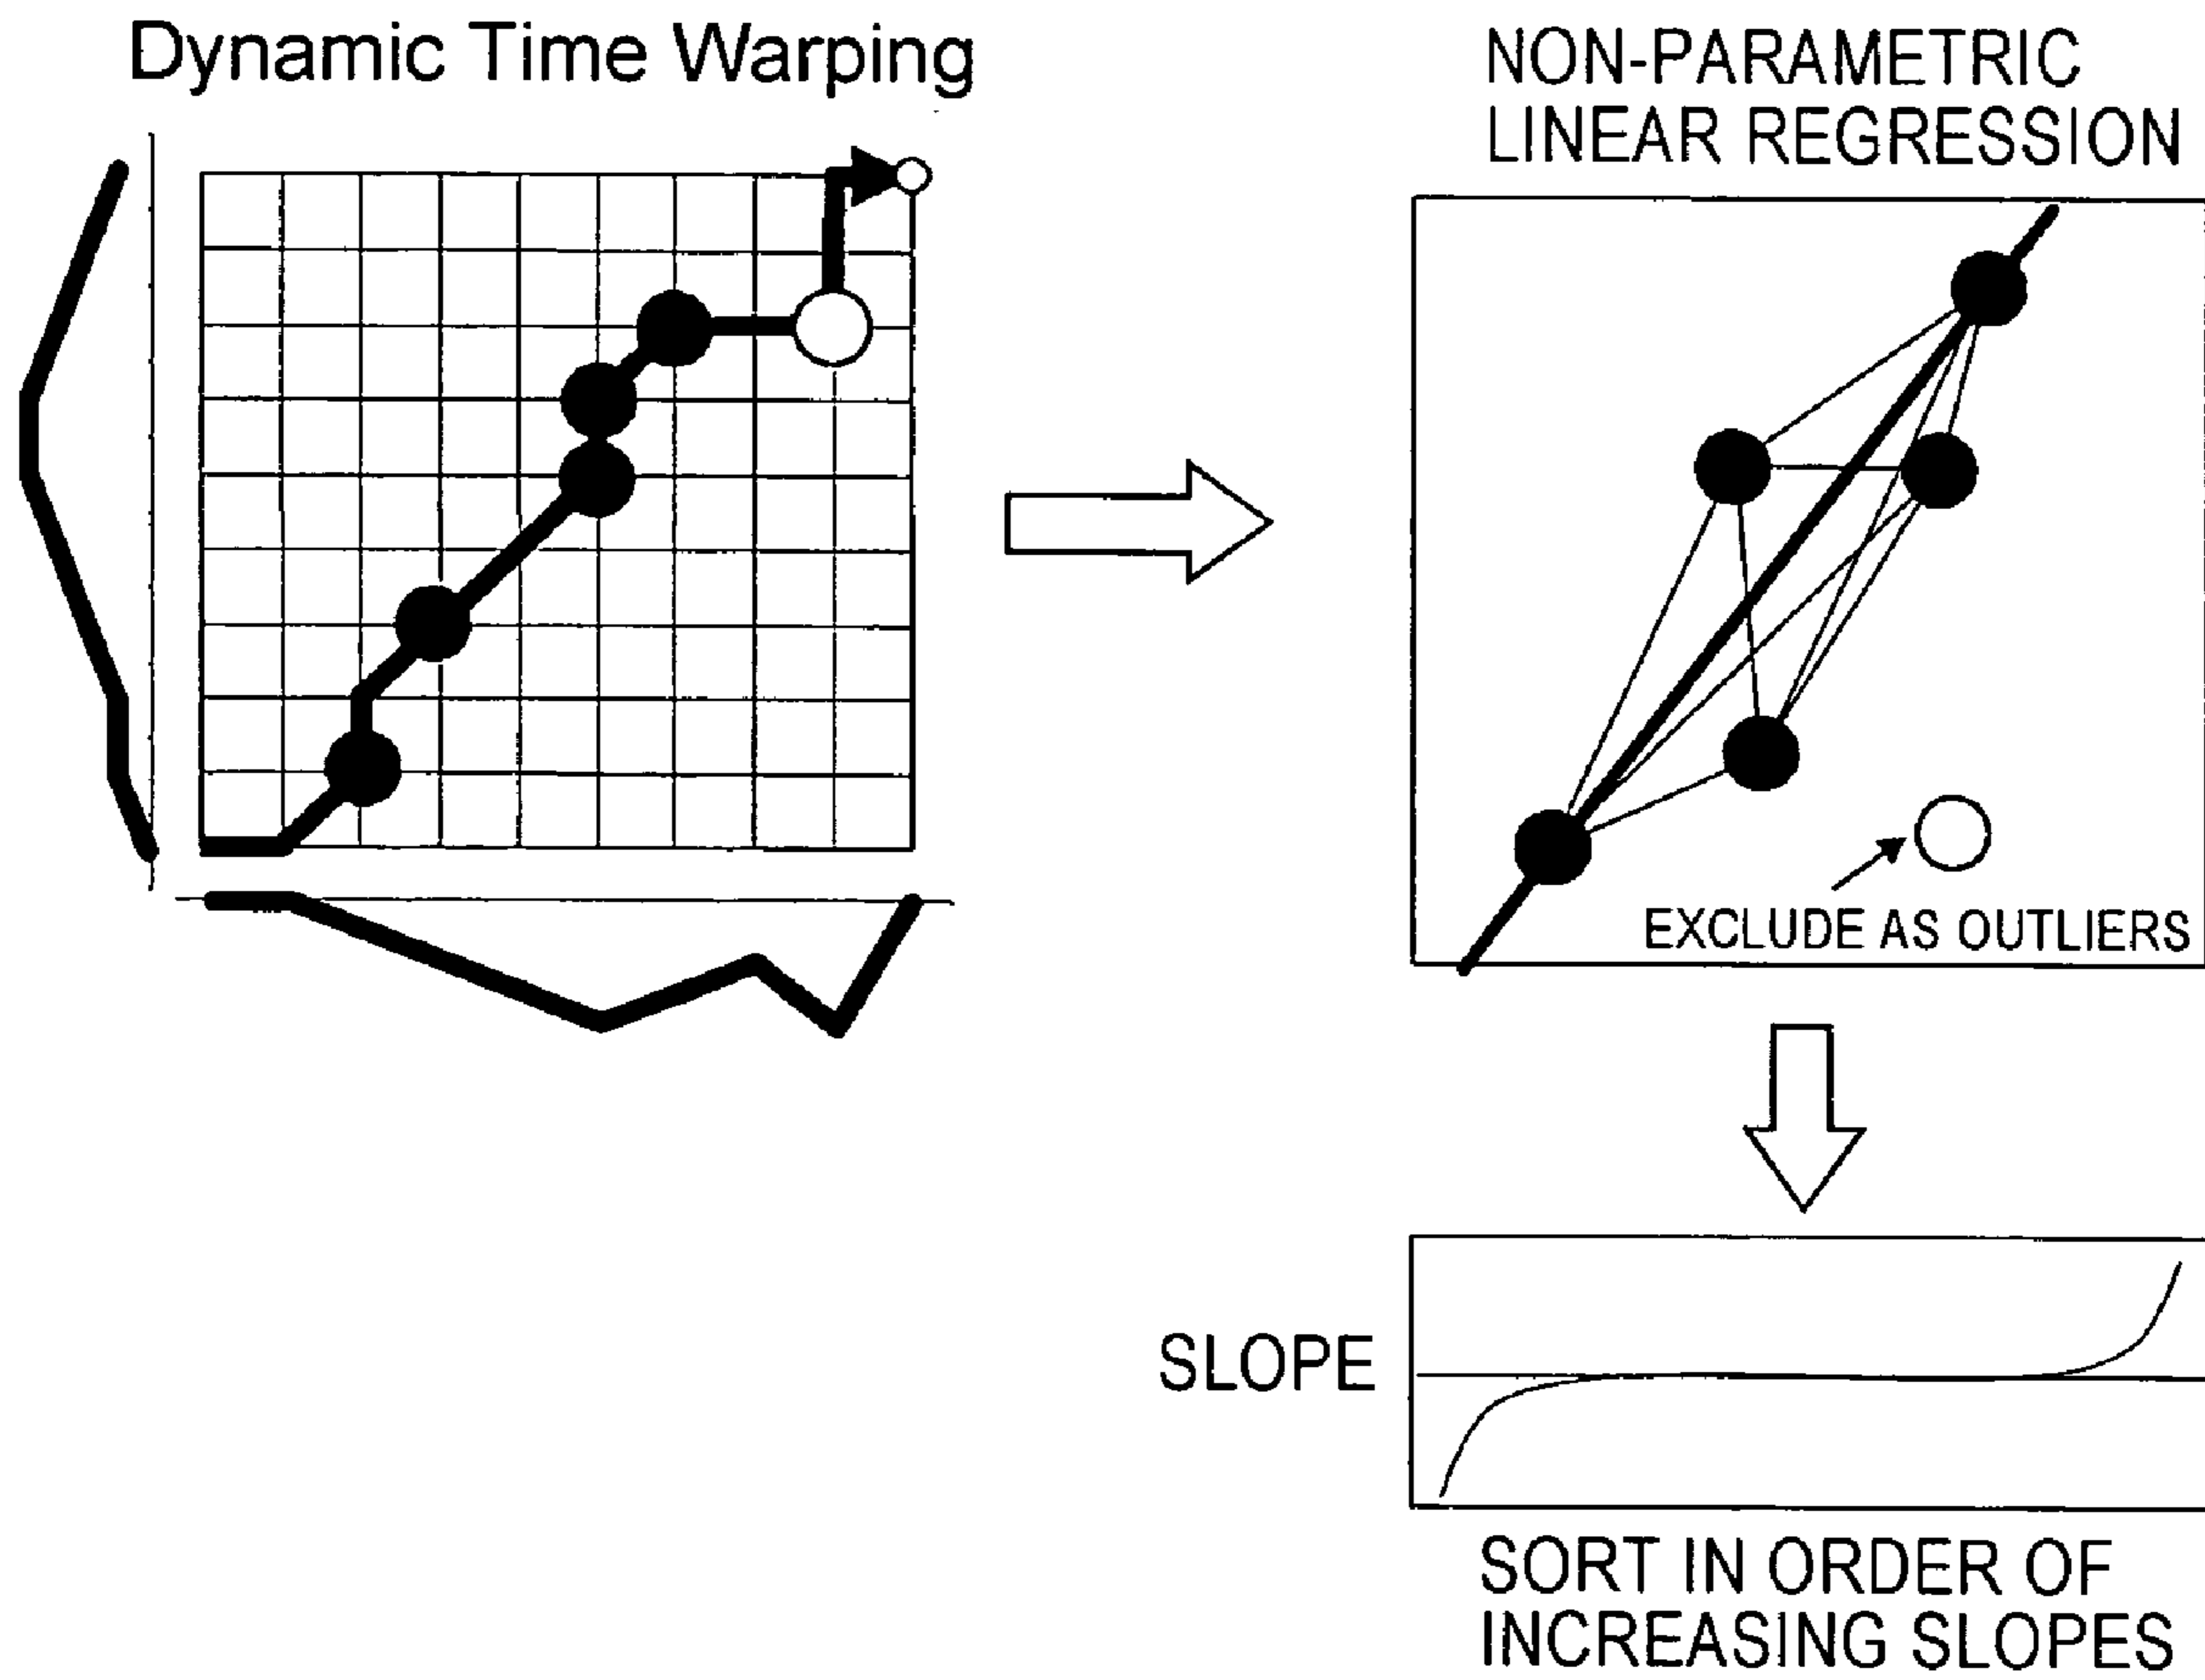 Dynamic Time Warping
NON-PARAMETRIC
LINEAR REGRESSION
EXCLUDE AS OUTLIERS
SLOPE
SORT IN ORDER OF
INCREASING SLOPES